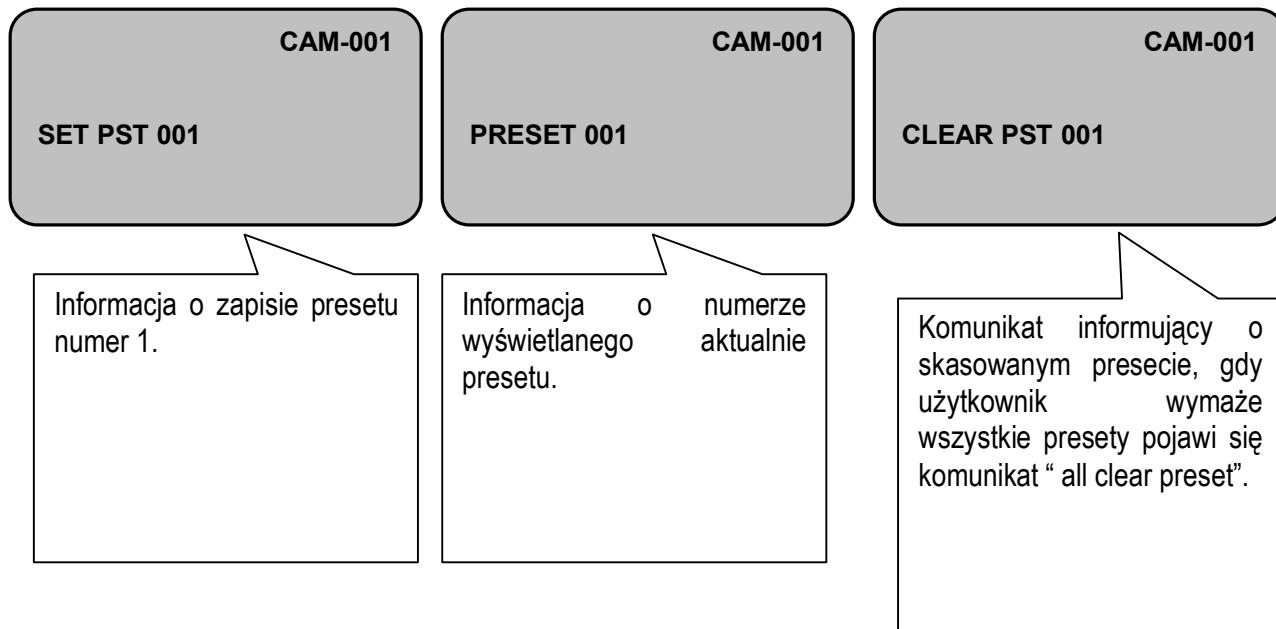 CAM-001
SET PST 001
CAM-001
PRESET 001
CAM-001
CLEAR PST 001
Informacja o zapisie presetu
numer 1.
Informacja o numerze
wyświetlanego aktualnie
presetu.
Komunikat informujący o
skasowanym presecie, gdy
użytkownik wymaże
wszystkie presety pojawi się
komunikat “ all clear preset”.